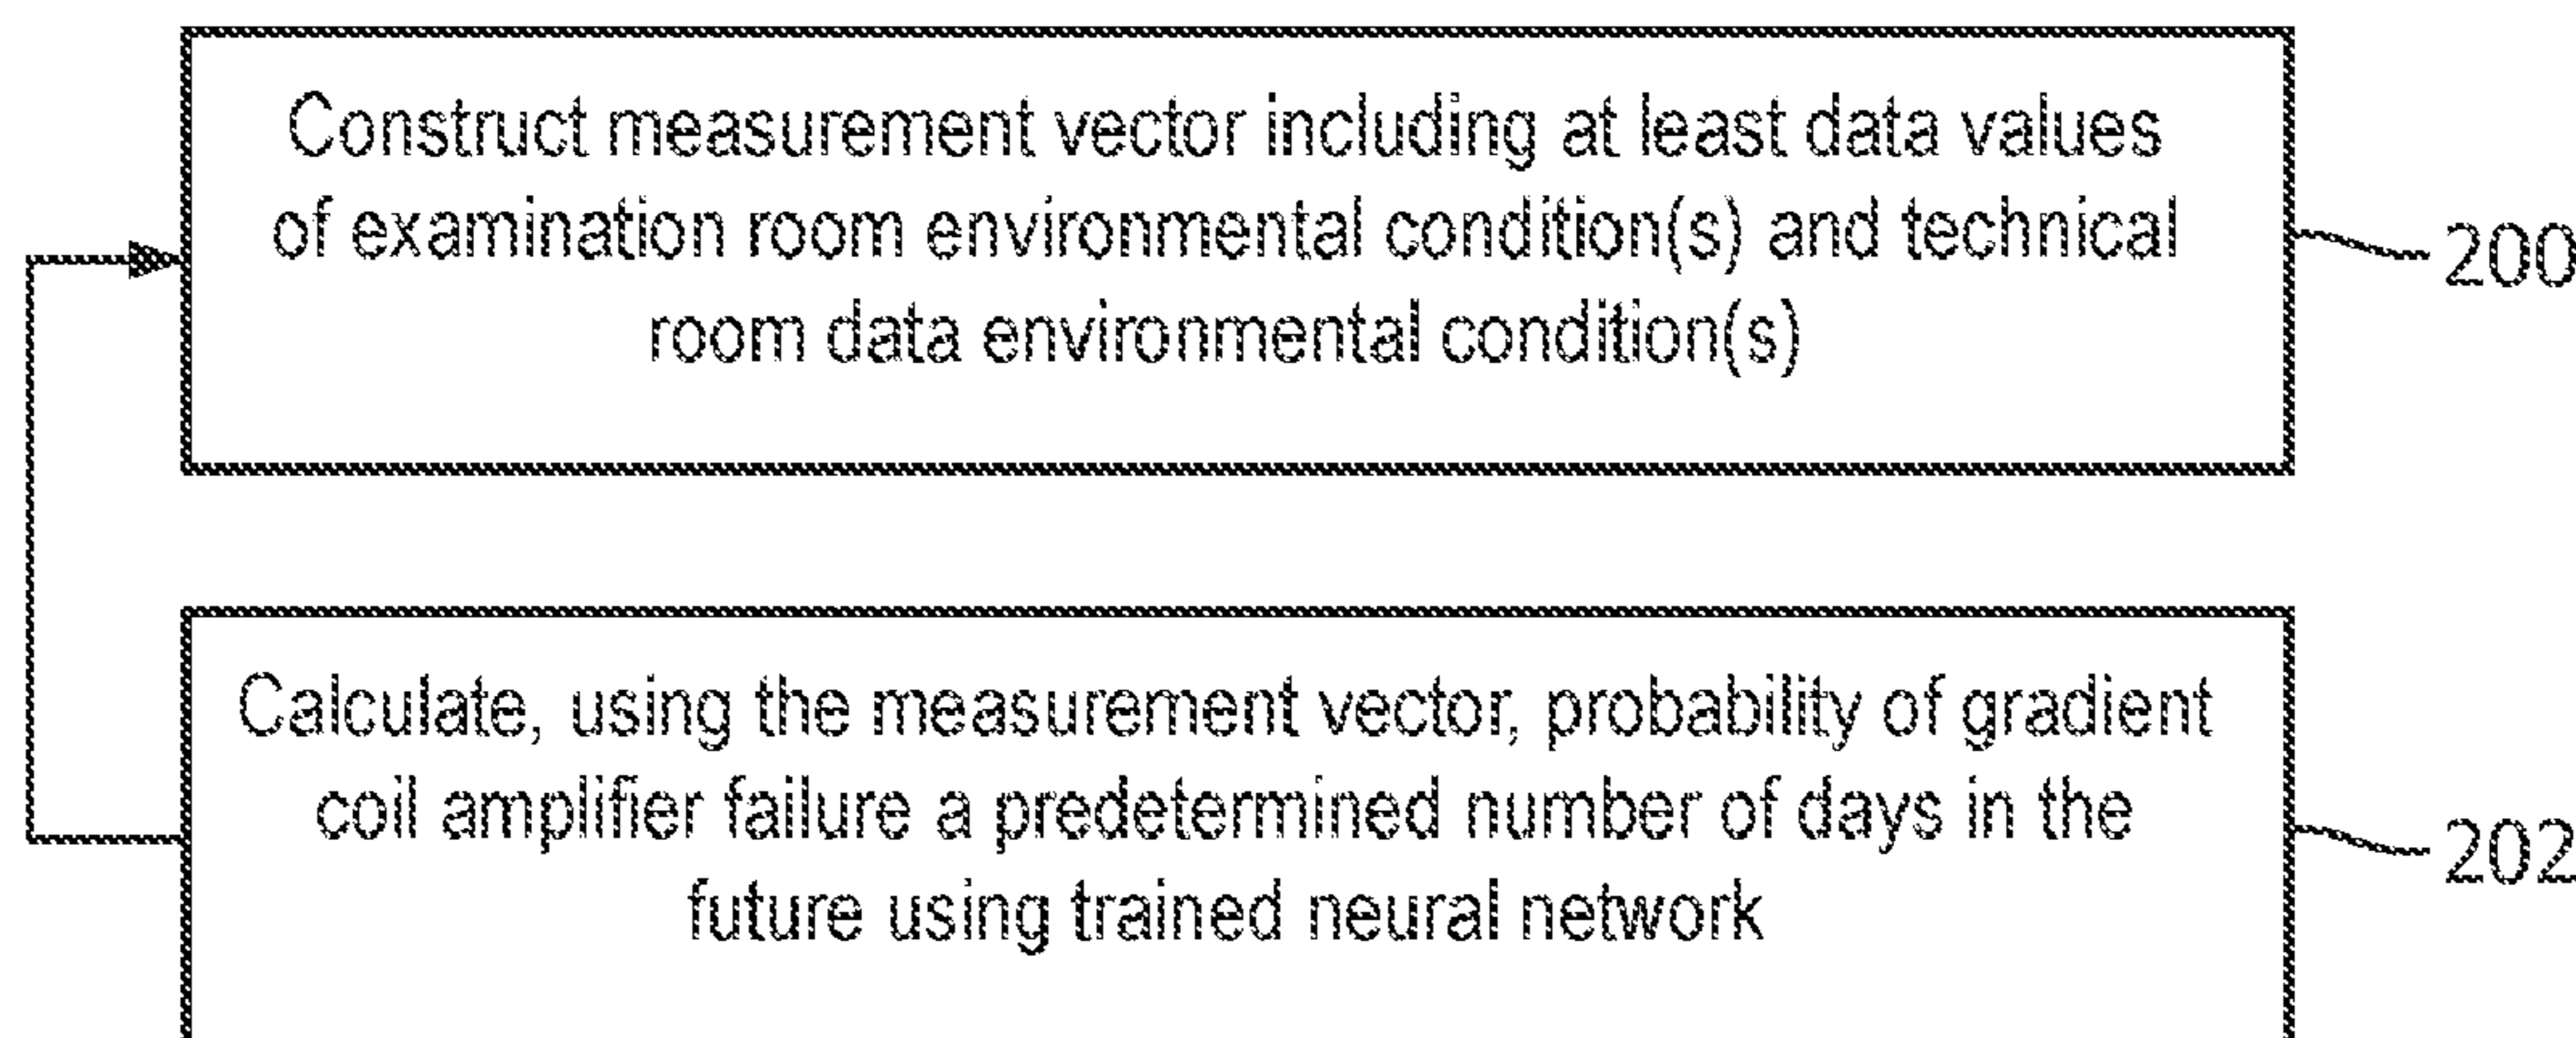 Construct measurement vector including at least data values
of examination room environmental condition(s) and technical
room data environmental condition(s)
200
Calculate, using the measurement vector, probability of gradient
coil amplifier failure a predetermined number of days in the
future using trained neural network
202